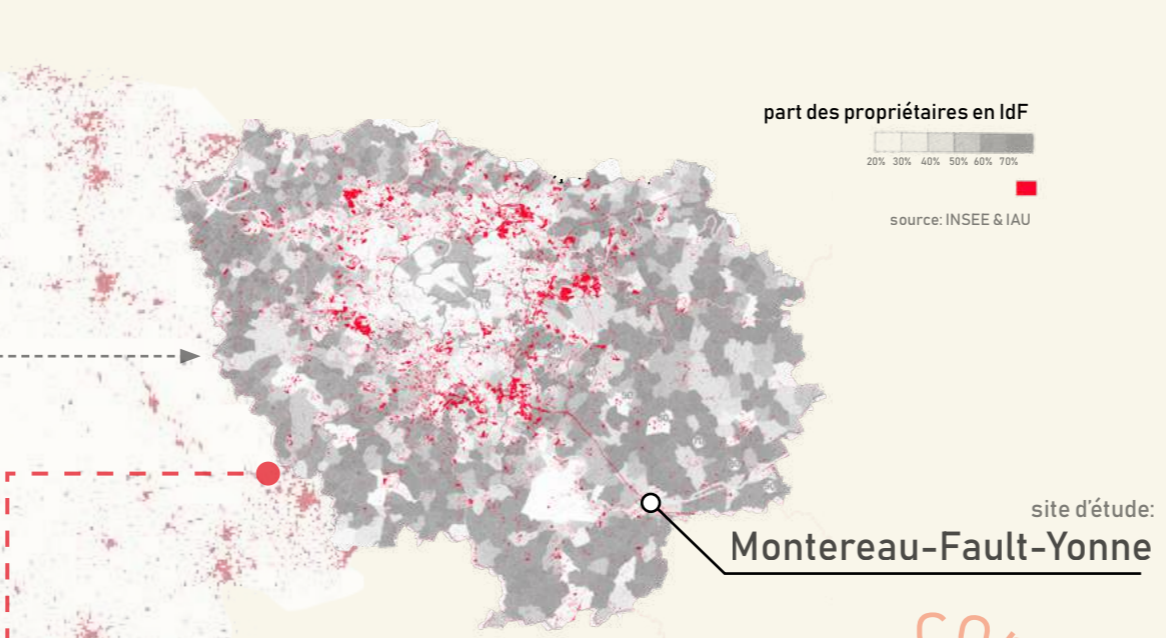 part des propriétaires en IdF
20% 30% 40% 50% 60% 70%
source: INSEE & IAU
site d'étude:
Montereau-Fault-Yonne